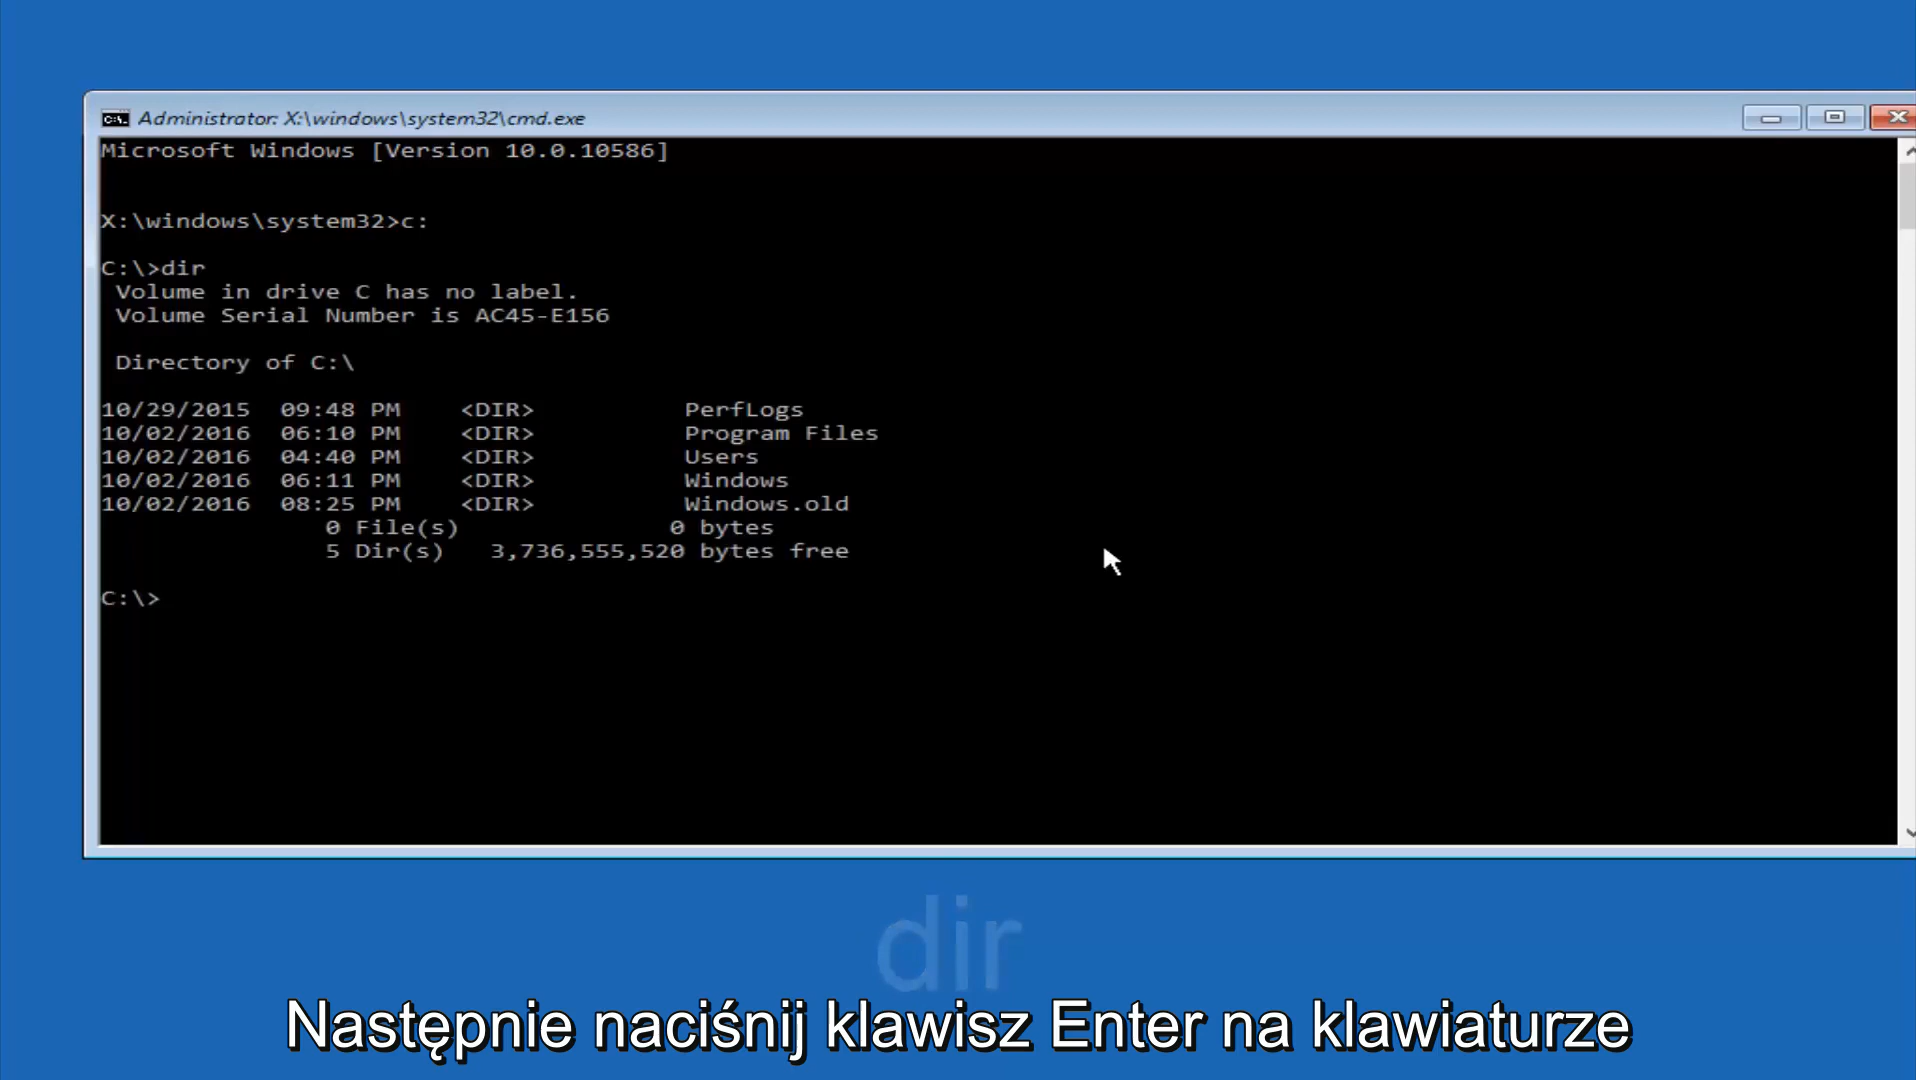 Administrator: X:\windows\system32\cmd.exe
Microsoft Windows [Version 10.0.10586]
X:\windows\system32>c:
C:\>dir
Volume in drive C has no label.
Volume Serial Number is AC45-E156
Directory of C:\
10/29/2015 09:48 PM <DIR> PerfLogs
10/02/2016 06:10 PM <DIR> Program Files
10/02/2016 04:40 PM <DIR> Users
10/02/2016 06:11 PM <DIR> Windows
10/02/2016 08:25 PM <DIR> Windows.old
0 File(s) 0 bytes
5 Dir(s) 3,736,555,520 bytes free
C:\>
dir
Następnie naciśnij klawisz Enter na klawiaturze